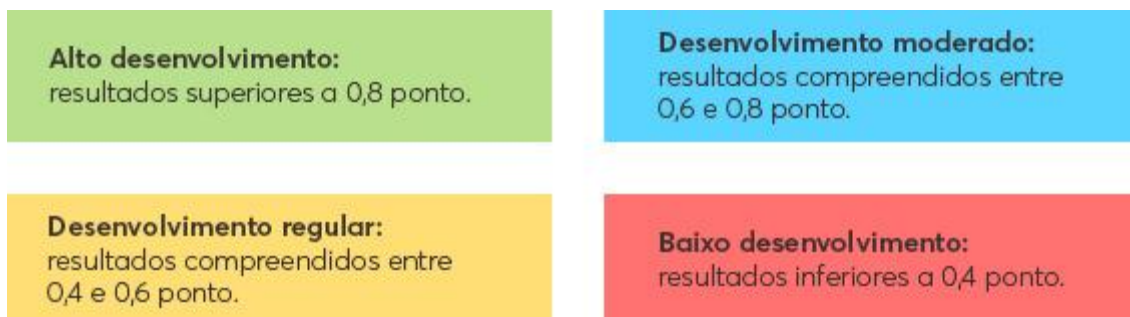 Alto desenvolvimento:
resultados superiores a 0,8 ponto.
Desenvolvimento moderado:
resultados compreendidos entre
0,6 e 0,8 ponto.
Desenvolvimento regular:
resultados compreendidos entre
0,4 e 0,6 ponto.
Baixo desenvolvimento:
resultados inferiores a 0,4 ponto.